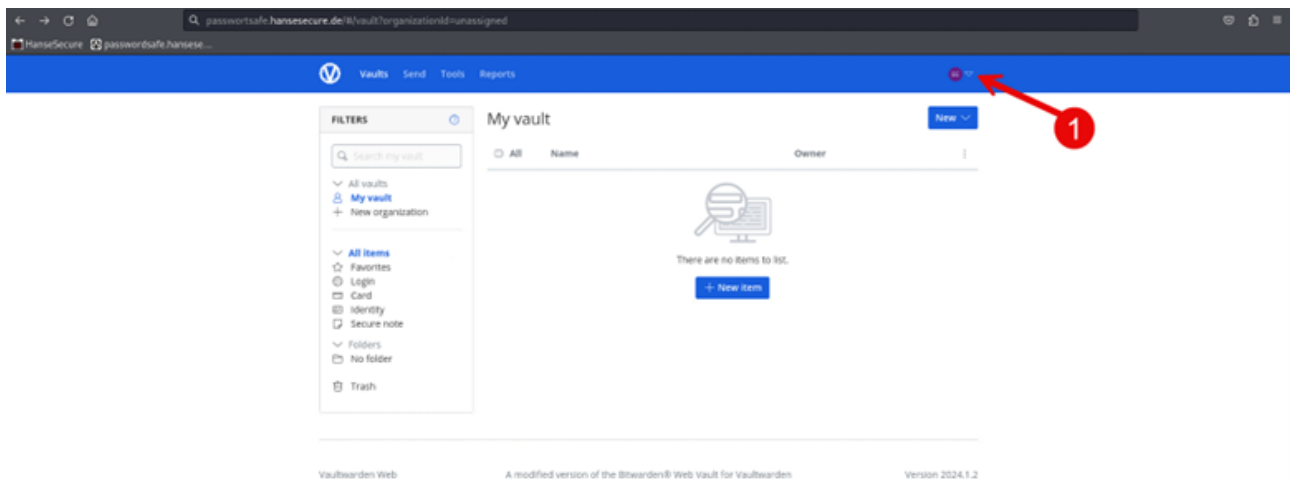 passwortsafe.hansesecure.de/#/vault?organizationId=unassigned
HanseSecure passwordsafe.hansese...
Vaults Send Tools Reports
FILTERS
My vault
New
1
Search my vault
All Name Owner
All vaults
My vault
New organization
All items
Favorites
Login
Card
Identity
Secure note
Folders
No folder
Trash
There are no items to list.
+ New item
Vaultwarden Web A modified version of the Bitwarden® Web Vault for Vaultwarden Version 2024.1.2